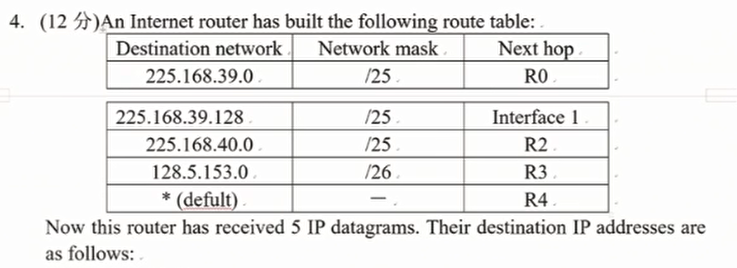 4. (12 分)An Internet router has built the following route table:
Destination network Network mask Next hop
225.168.39.0 /25 R0
225.168.39.128 /25 Interface 1
225.168.40.0 /25 R2
128.5.153.0 /26 R3
* (defult) — R4
Now this router has received 5 IP datagrams. Their destination IP addresses are
as follows: